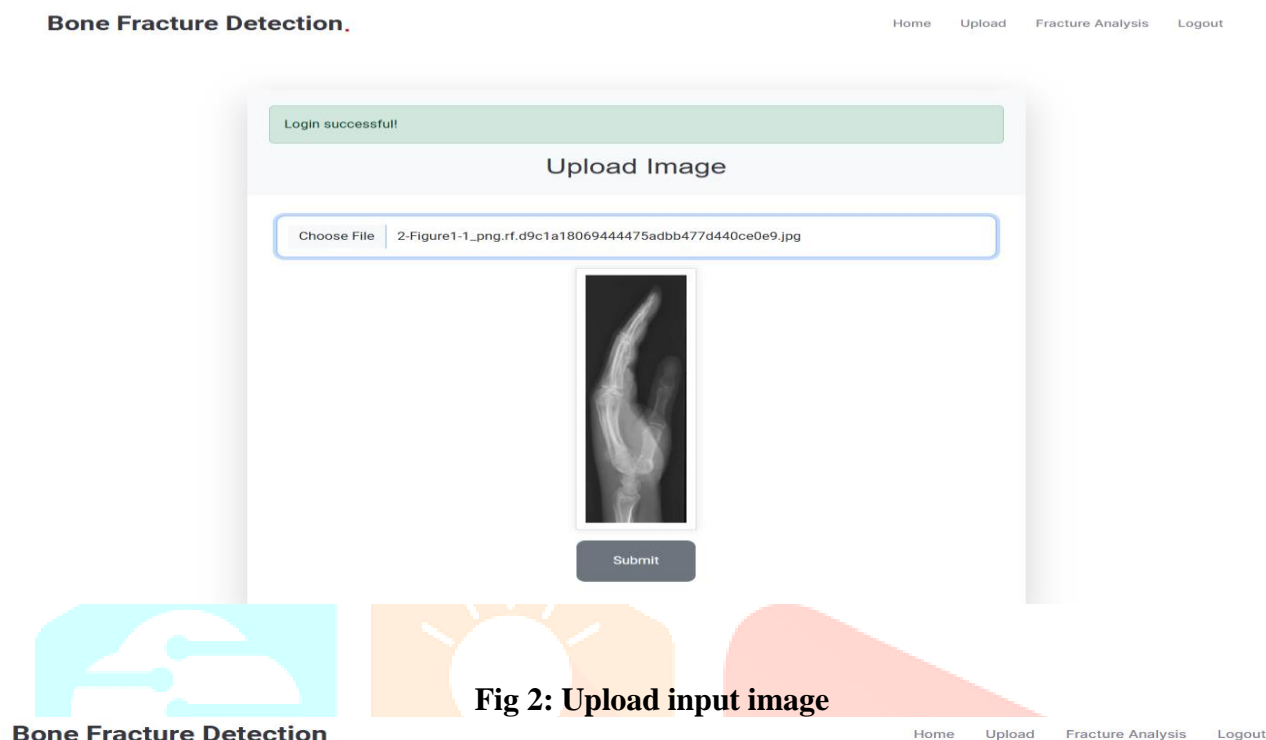 Bone Fracture Detection.
Home Upload Fracture Analysis Logout
Login successful!
Upload Image
Choose File 2-Figure1-1_png.rf.d9c1a18069444475adbb477d440ce0e9.jpg
Submit
Fig 2: Upload input image
Bone Fracture Detection
Home Upload Fracture Analysis Logout